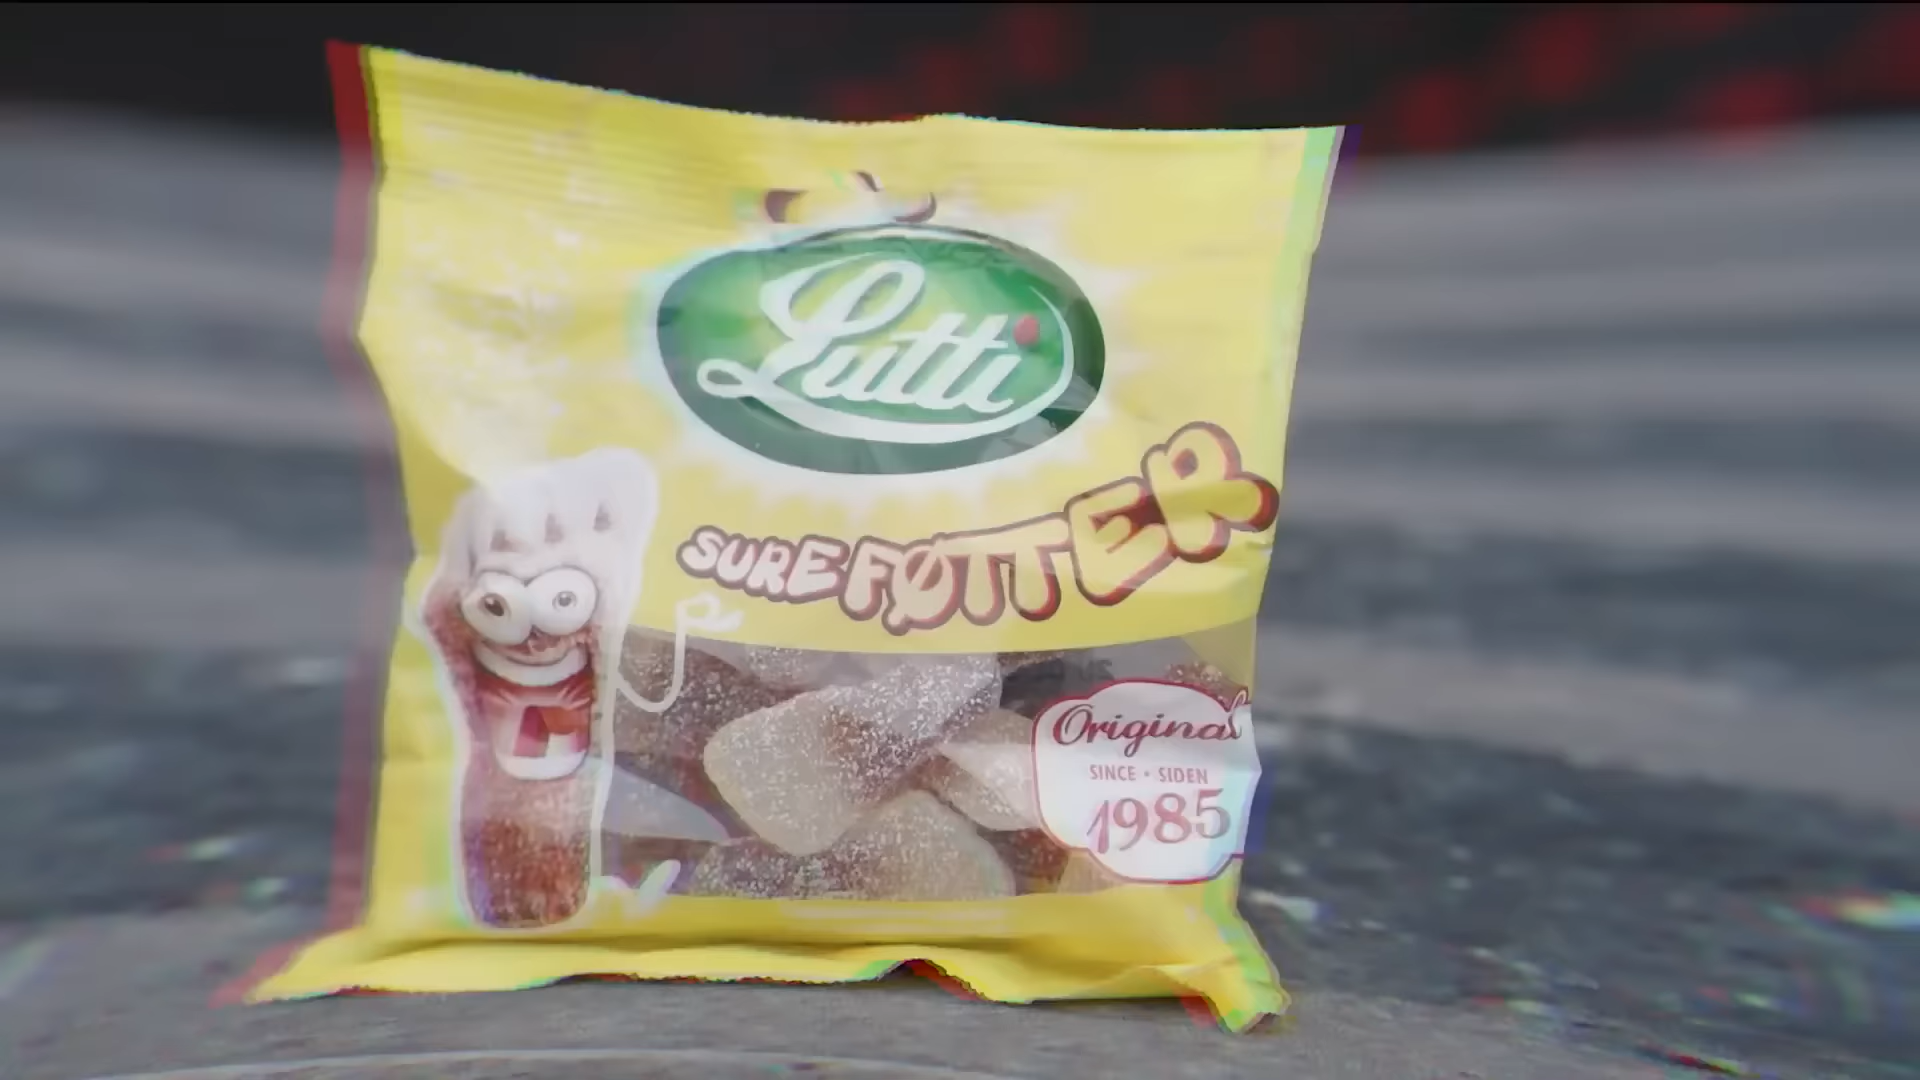 Lutti
SURE FØTTER
Original
SINCE • SIDEN
1985